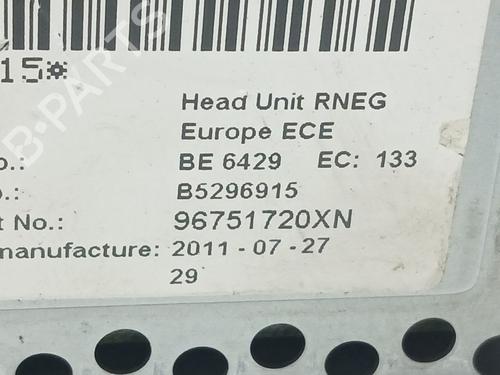 15*
Head Unit RNEG
Europe ECE
o.: BE 6429 EC: 133
o.: B5296915
t No.: 96751720XN
manufacture: 2011 - 07 - 27
29
B-PARTS